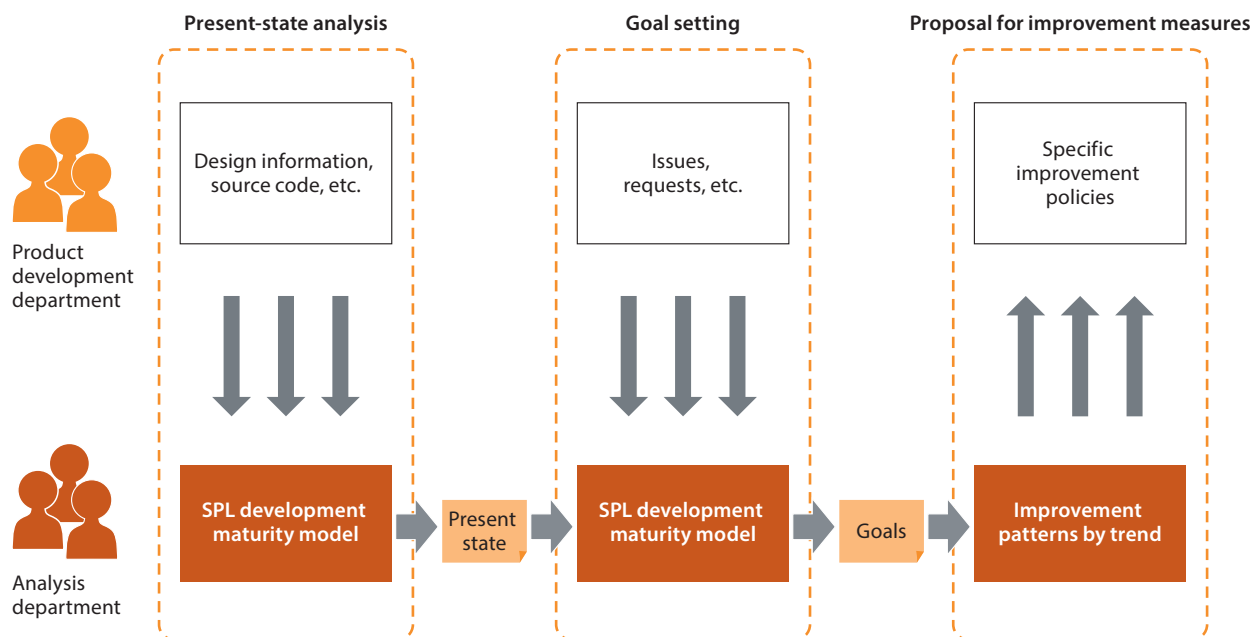 Present-state analysis
Goal setting
Proposal for improvement measures
Product
development
department
Design information,
source code, etc.
Issues,
requests, etc.
Specific
improvement
policies
Analysis
department
SPL development
maturity model
Present
state
SPL development
maturity model
Goals
Improvement
patterns by trend